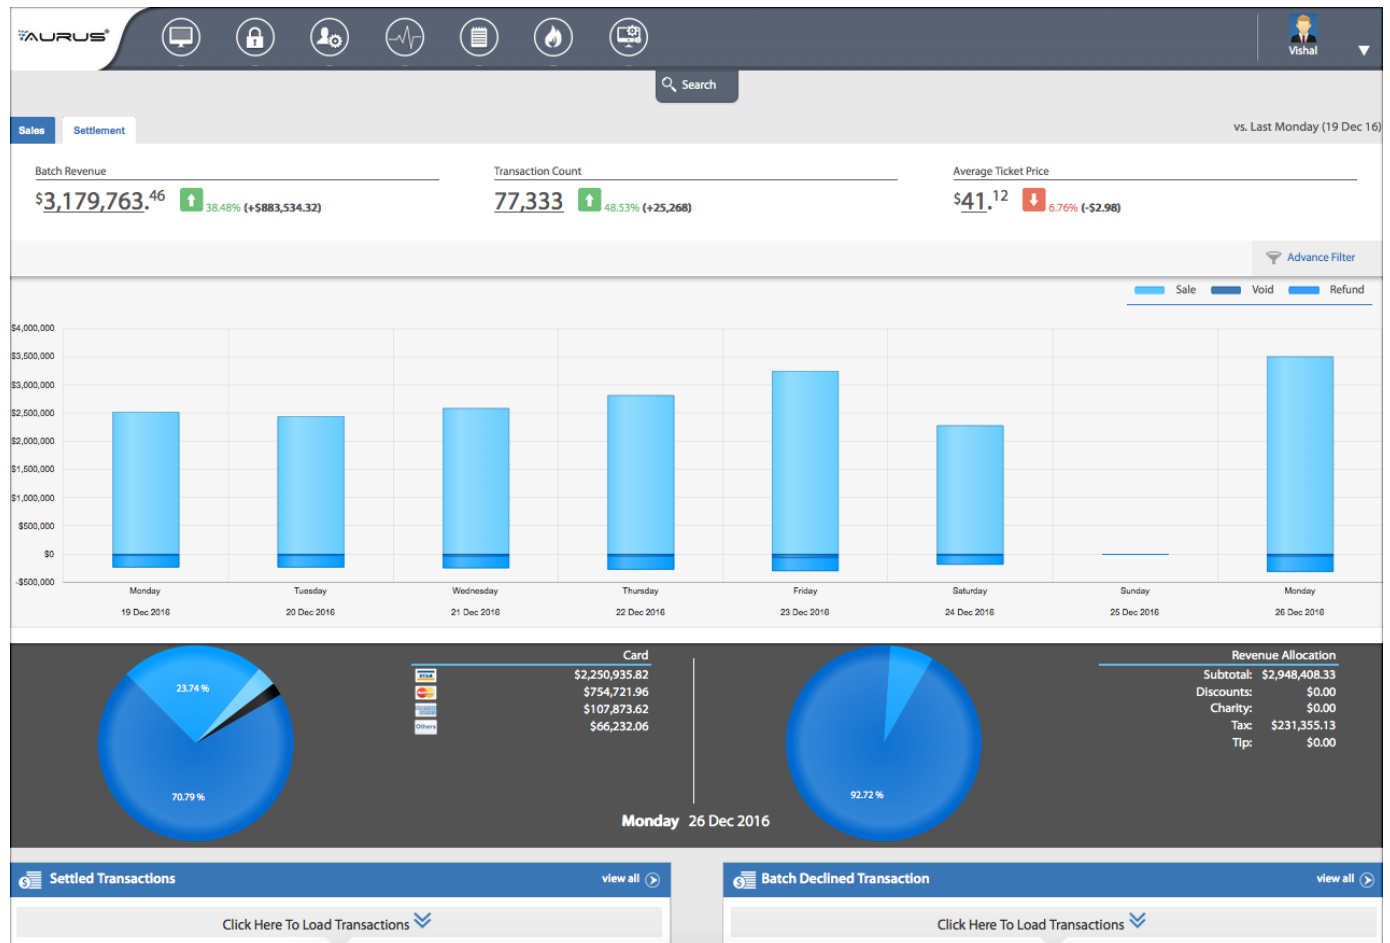 AURUS®
Vishal
Search
Sales Settlement
vs. Last Monday (19 Dec 16)
Batch Revenue Transaction Count Average Ticket Price
$3,179,763.46 38.48% (+$883,534.32) 77,333 48.53% (+25,268) $41.12 6.76% (-$2.98)
Advance Filter
Sale Void Refund
$4,000,000
$3,500,000
$3,000,000
$2,500,000
$2,000,000
$1,500,000
$1,000,000
$500,000
$0
-$500,000
Monday Tuesday Wednesday Thursday Friday Saturday Sunday Monday
19 Dec 2016 20 Dec 2016 21 Dec 2016 22 Dec 2016 23 Dec 2016 24 Dec 2016 25 Dec 2016 26 Dec 2016
23.74 %
70.79 %
Card
VISA $2,250,935.82
$754,721.96
$107,873.62
Others $66,232.06
92.72 %
Revenue Allocation
Subtotal: $2,948,408.33
Discounts: $0.00
Charity: $0.00
Tax: $231,355.13
Tip: $0.00
Monday 26 Dec 2016
Settled Transactions view all
Click Here To Load Transactions
Batch Declined Transaction view all
Click Here To Load Transactions